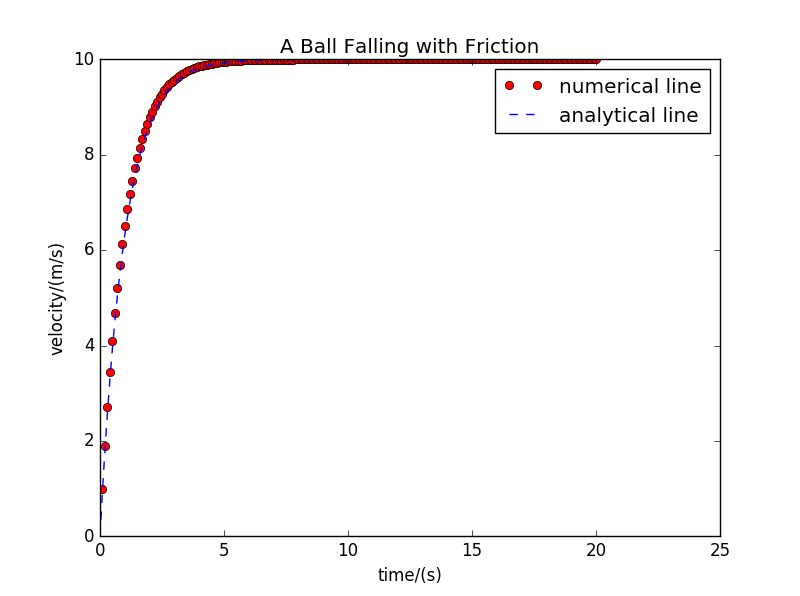 A Ball Falling with Friction
10
numerical line
analytical line
8
6
velocity/(m/s)
4
2
0
0 5 10 15 20 25
time/(s)